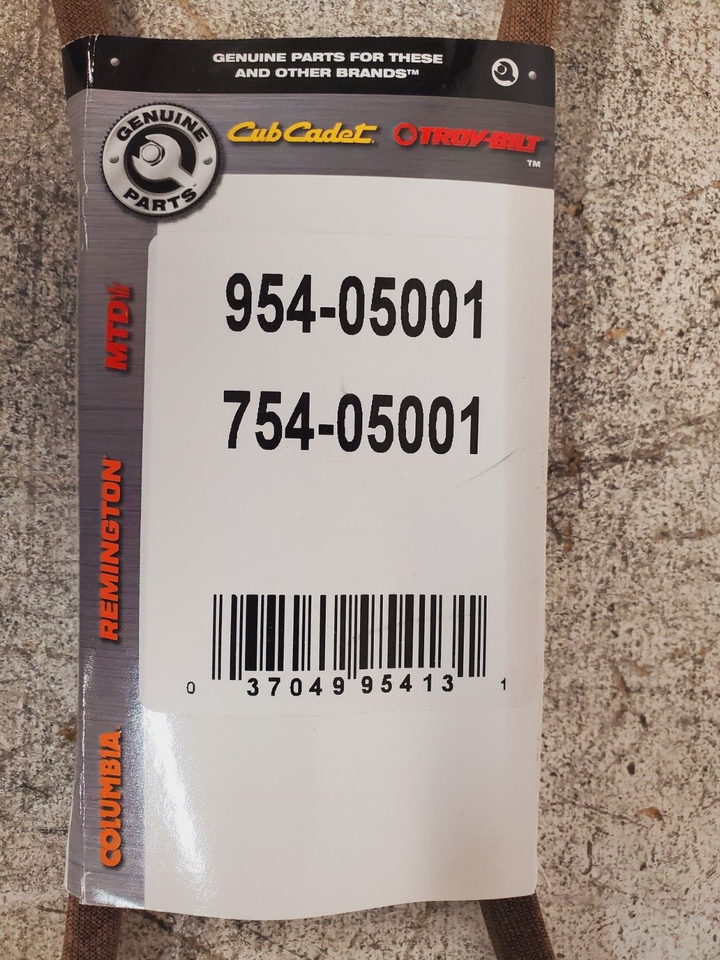 GENUINE PARTS FOR THESE
AND OTHER BRANDS™
GENUINE
PARTS
Cub Cadet
TROY-BILT
™
MTD
REMINGTON
COLUMBIA
954-05001
754-05001
0 37049 95413 1